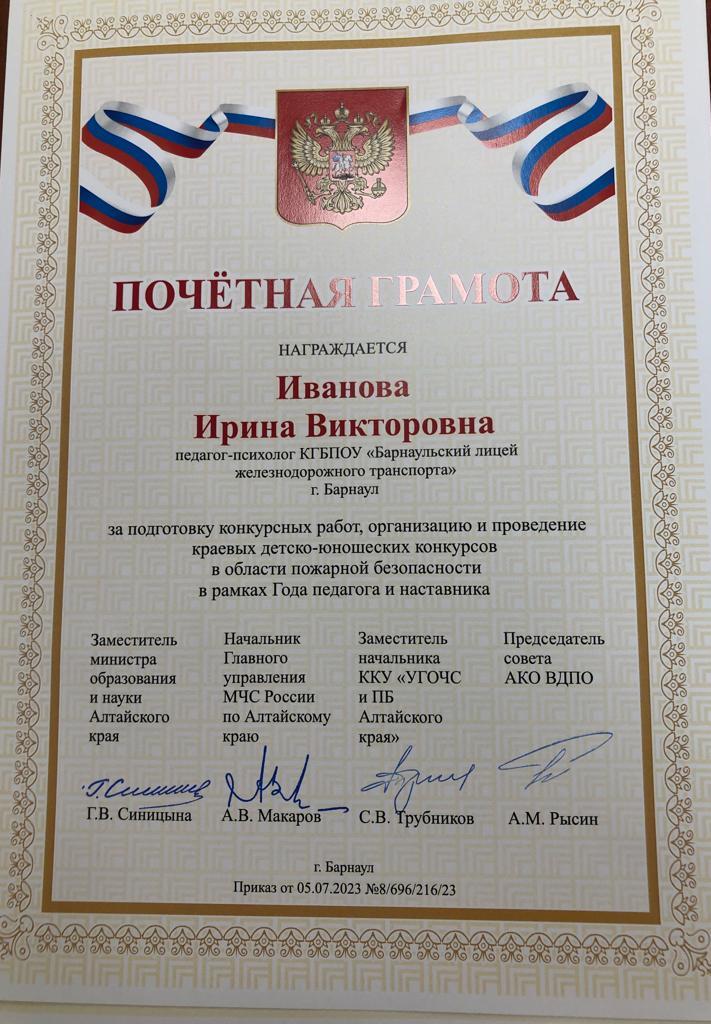 ПОЧЁТНАЯ ГРАМОТА
НАГРАЖДАЕТСЯ
Иванова
Ирина Викторовна
педагог-психолог КГБПОУ «Барнаульский лицей
железнодорожного транспорта»
г. Барнаул
за подготовку конкурсных работ, организацию и проведение
краевых детско-юношеских конкурсов
в области пожарной безопасности
в рамках Года педагога и наставника
Заместитель
министра
образования
и науки
Алтайского
края
Г.В. Синицына
Начальник
Главного
управления
МЧС России
по Алтайскому
краю
А.В. Макаров
Заместитель
начальника
ККУ «УГОЧС
и ПБ
Алтайского
края»
С.В. Трубников
Председатель
совета
АКО ВДПО
А.М. Рысин
г. Барнаул
Приказ от 05.07.2023 №8/696/216/23